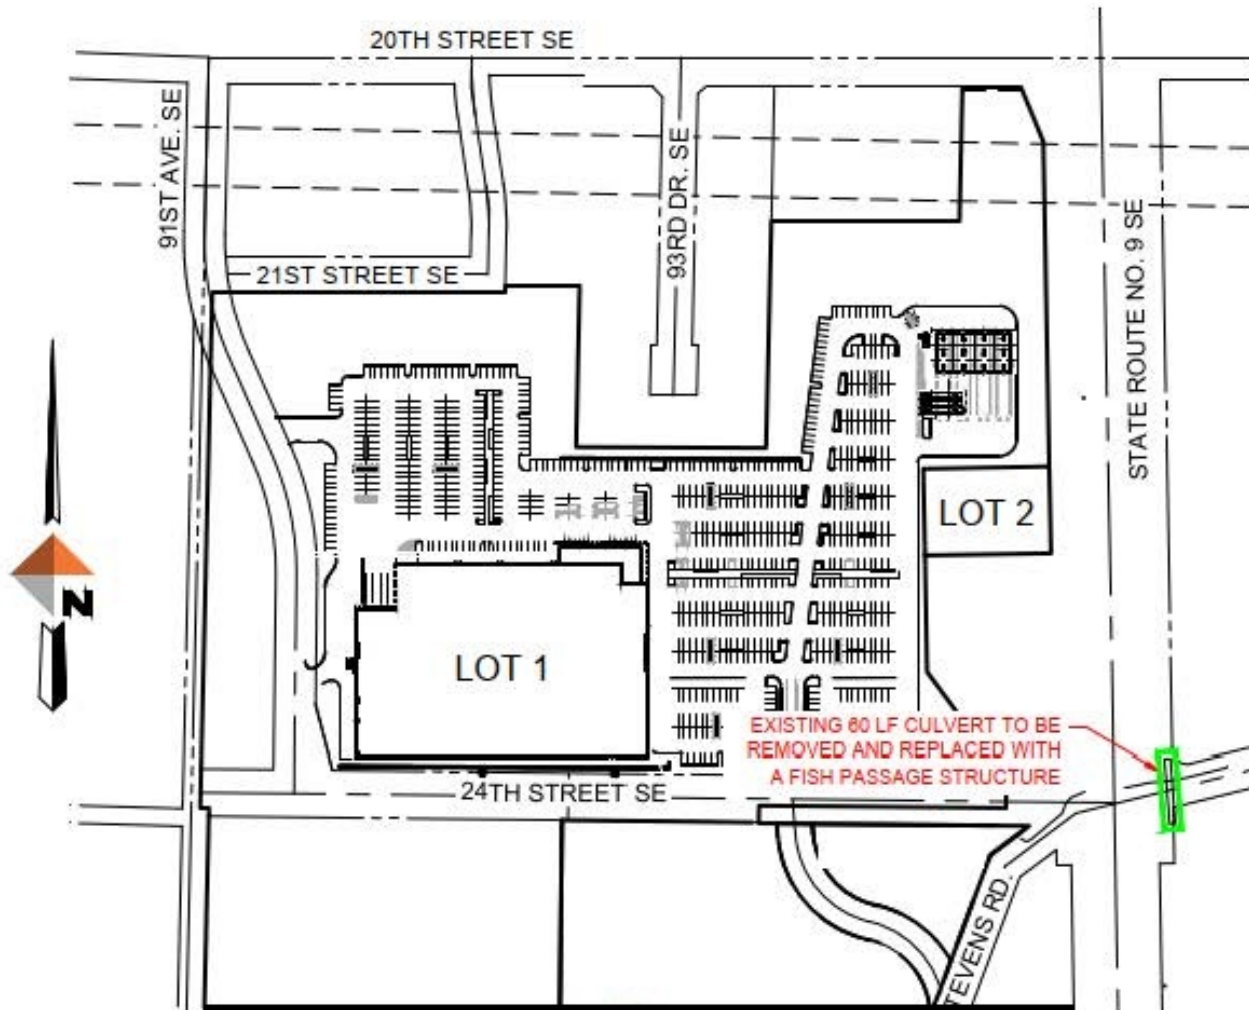 20TH STREET SE
91ST AVE. SE
93RD DR. SE
STATE ROUTE NO. 9 SE
21ST STREET SE
LOT 2
N
LOT 1
EXISTING 60 LF CULVERT TO BE
REMOVED AND REPLACED WITH
A FISH PASSAGE STRUCTURE
24TH STREET SE
TEVENS RD.